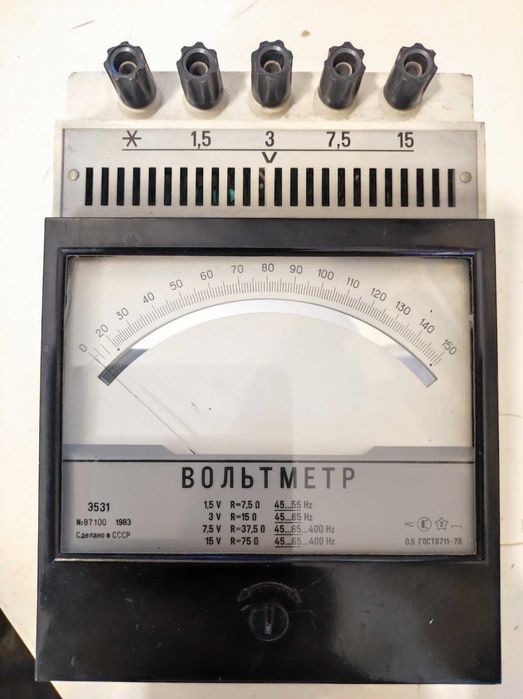 * 1,5 3 7,5 15
V
0 20 30 40 50 60 70 80 90 100 110 120 130 140 150
ВОЛЬТМЕТР
3531
№87100 1983
Сделано в СССР
1,5 V R=7,5 Ω 45...55 Hz
3 V R=15 Ω 45...65 Hz
7,5 V R=37,5 Ω 45...65...400 Hz
15 V R=75 Ω 45...65...400 Hz
0,5 ГОСТ8711-78